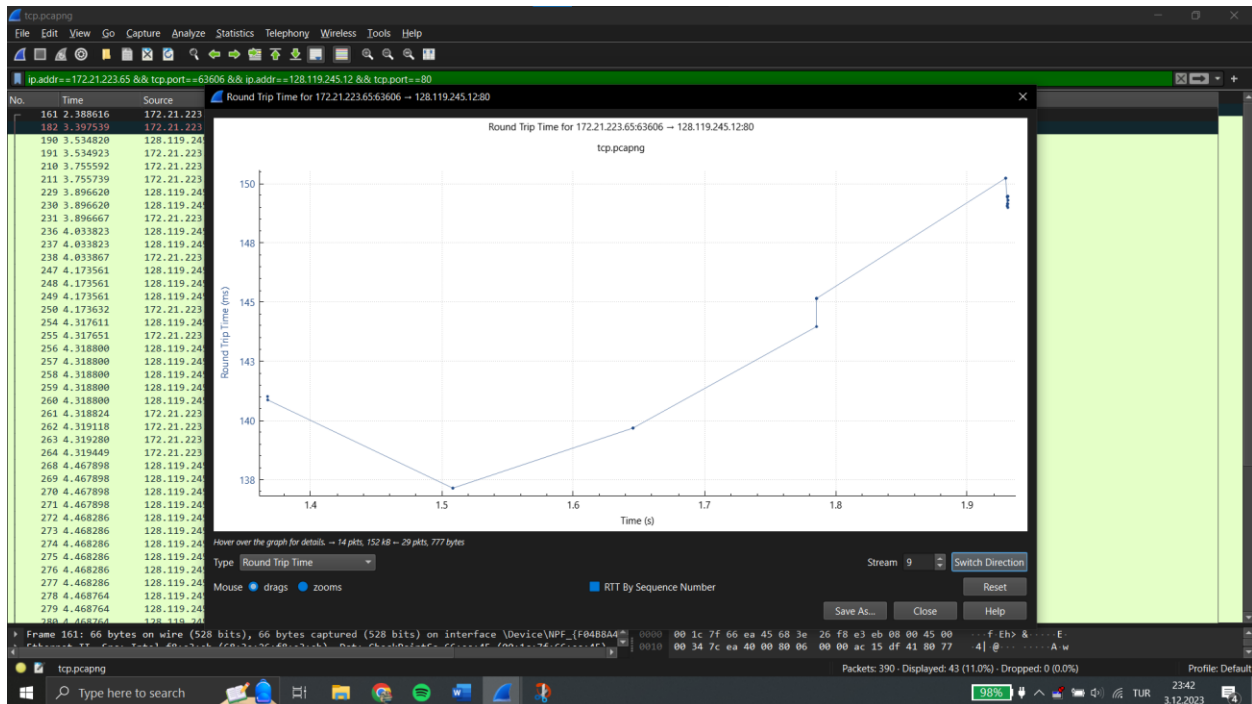 tcp.pcapng
File Edit View Go Capture Analyze Statistics Telephony Wireless Tools Help
ip.addr==172.21.223.65 && tcp.port==63606 && ip.addr==128.119.245.12 && tcp.port==80
No. Time Source
161 2.388616 172.21.223
182 3.397539 172.21.223
190 3.534820 128.119.24
191 3.534923 172.21.223
210 3.755592 172.21.223
211 3.755739 172.21.223
229 3.896620 128.119.24
230 3.896620 128.119.24
231 3.896667 172.21.223
236 4.033823 128.119.24
237 4.033823 128.119.24
238 4.033867 172.21.223
247 4.173561 128.119.24
248 4.173561 128.119.24
249 4.173561 128.119.24
250 4.173632 172.21.223
254 4.317611 128.119.24
255 4.317651 172.21.223
256 4.318800 128.119.24
257 4.318800 128.119.24
258 4.318800 128.119.24
259 4.318800 128.119.24
260 4.318800 128.119.24
261 4.318824 172.21.223
262 4.319118 172.21.223
263 4.319280 172.21.223
264 4.319449 172.21.223
268 4.467898 128.119.24
269 4.467898 128.119.24
270 4.467898 128.119.24
271 4.467898 128.119.24
272 4.468286 128.119.24
273 4.468286 128.119.24
274 4.468286 128.119.24
275 4.468286 128.119.24
276 4.468286 128.119.24
277 4.468286 128.119.24
278 4.468764 128.119.24
279 4.468764 128.119.24
280 4.468764 128.119.24
Round Trip Time for 172.21.223.65:63606 → 128.119.245.12:80
Round Trip Time for 172.21.223.65:63606 → 128.119.245.12:80
tcp.pcapng
Round Trip Time (ms)
150
148
145
143
140
138
1.4 1.5 1.6 1.7 1.8 1.9
Time (s)
Hover over the graph for details. → 14 pkts, 152 kB ← 29 pkts, 777 bytes
Type Round Trip Time Stream 9 Switch Direction
Mouse drags zooms RTT By Sequence Number Reset
Save As... Close Help
Frame 161: 66 bytes on wire (528 bits), 66 bytes captured (528 bits) on interface \Device\NPF_{F04B8A4
0000 00 1c 7f 66 ea 45 68 3e 26 f8 e3 eb 08 00 45 00 ···f·Eh> &·····E·
0010 00 34 7c ea 40 00 80 06 00 00 ac 15 df 41 80 77 ·4|·@··· ·····A·w
tcp.pcapng Packets: 390 · Displayed: 43 (11.0%) · Dropped: 0 (0.0%) Profile: Default
Type here to search
98% TUR 23:42
3.12.2023
4